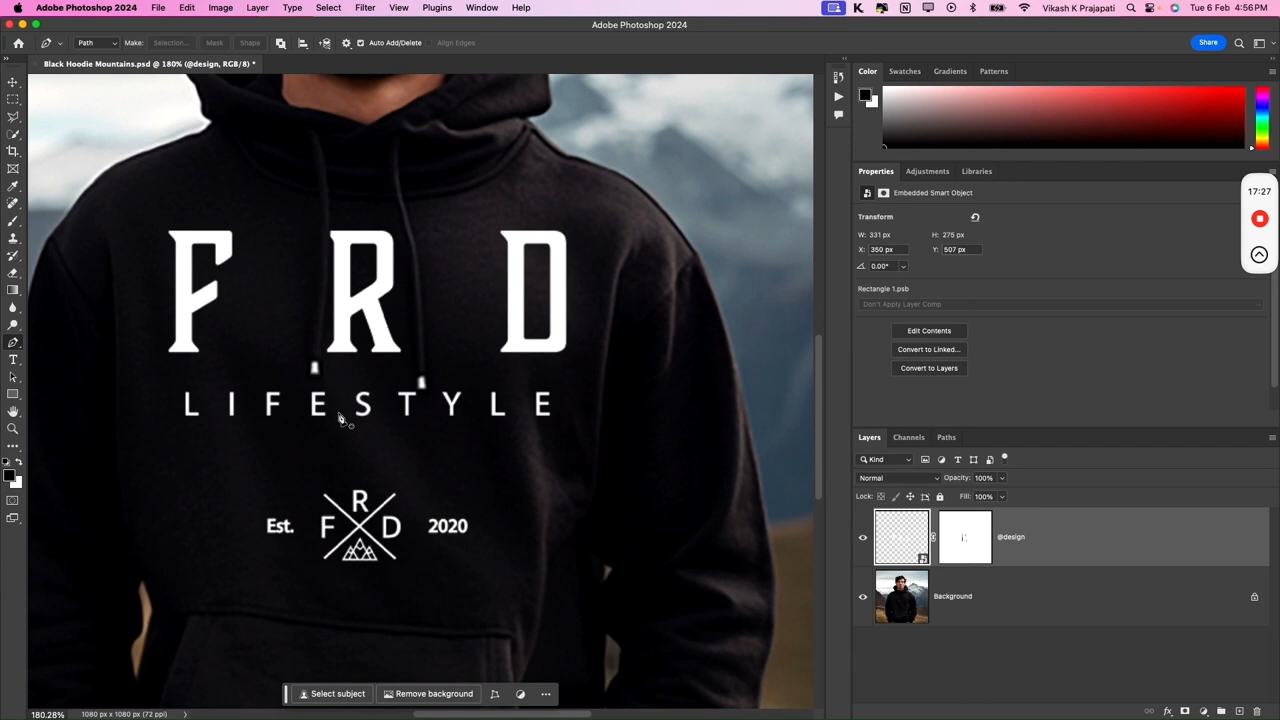 Adobe Photoshop 2024 File Edit Image Layer Type Select Filter Plugins View Window Help Vikash K Prajapati Tue 6 Feb 4:56 PM
Adobe Photoshop 2024
Path Make: Selection... Mask Shape Auto Add/Delete Align Edges Share
Black Hoodie Mountains.psd @ 180% (@design, RGB/8) *
Color Swatches Gradients Patterns
Properties Adjustments Libraries
Embedded Smart Object
17:27
Transform
W: 331 px H: 275 px
X: 350 px Y: 507 px
0.00°
Rectangle 1.psb
Don't Apply Layer Comp
Edit Contents
Convert to Linked...
Convert to Layers
F R D
LIFESTYLE
R
Est. F D 2020
Layers Channels Paths
Kind
Normal Opacity: 100%
Lock: Fill: 100%
@design
Background
Select subject Remove background
180.28% 1080 px x 1080 px (72 ppi)